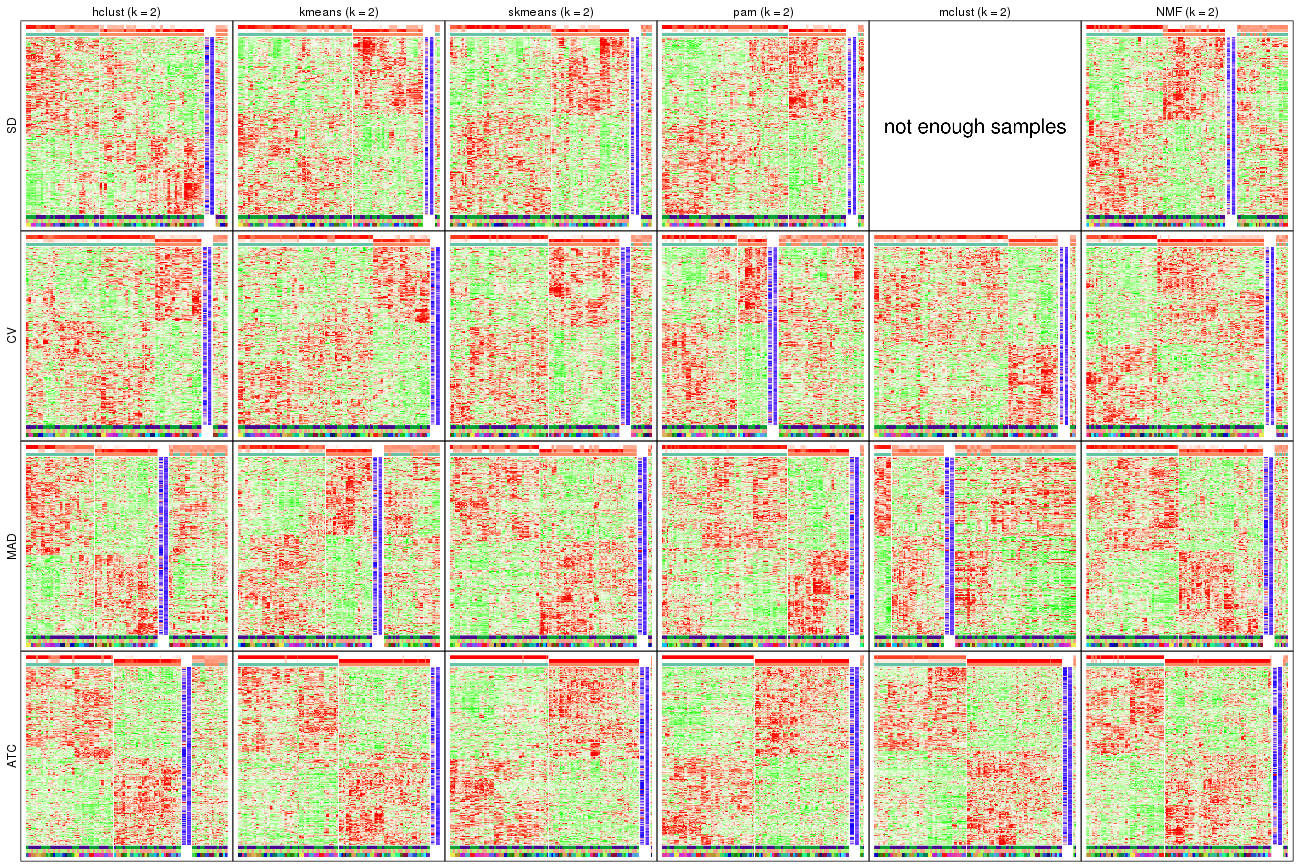 hclust (k = 2) kmeans (k = 2) skmeans (k = 2) pam (k = 2) mclust (k = 2) NMF (k = 2)
SD
not enough samples
CV
MAD
ATC